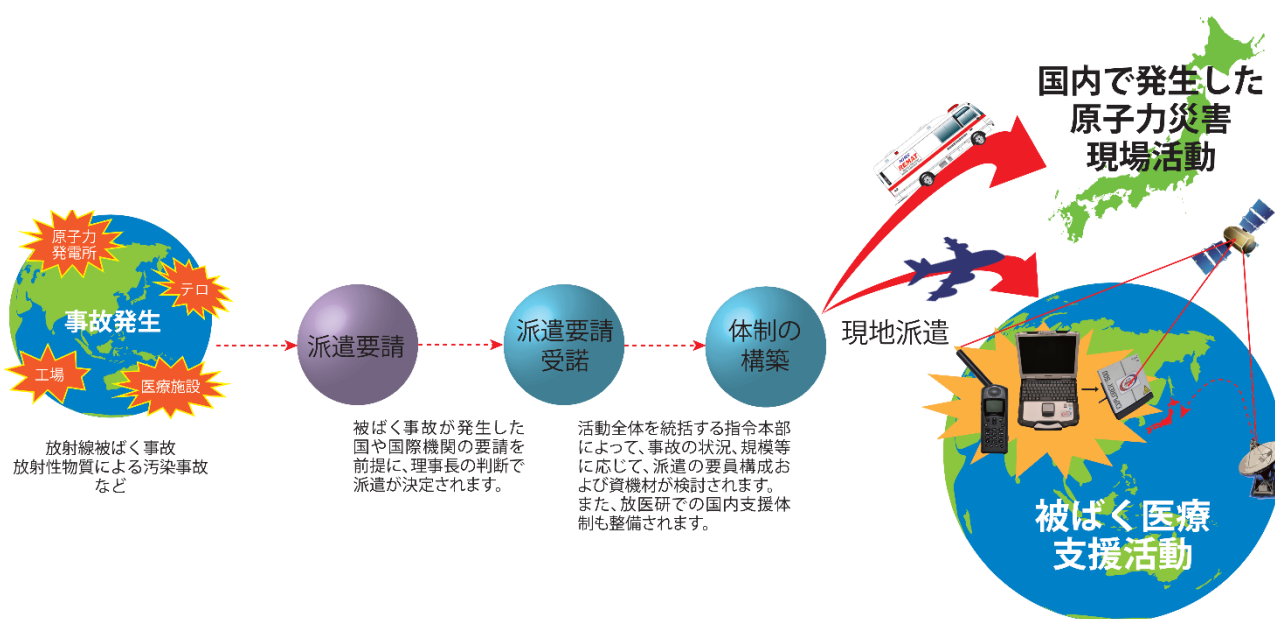 原子力
発電所
テロ
事故発生
工場
医療施設
放射線被ばく事故
放射性物質による汚染事故
など
派遣要請
被ばく事故が発生した
国や国際機関の要請を
前提に、理事長の判断で
派遣が決定されます。
派遣要請
受諾
体制の
構築
活動全体を統括する指令本部
によって、事故の状況、規模等
に応じて、派遣の要員構成お
よび資機材が検討されます。
また、放医研での国内支援体
制も整備されます。
現地派遣
REMAT
国内で発生した
原子力災害
現場活動
被ばく医療
支援活動